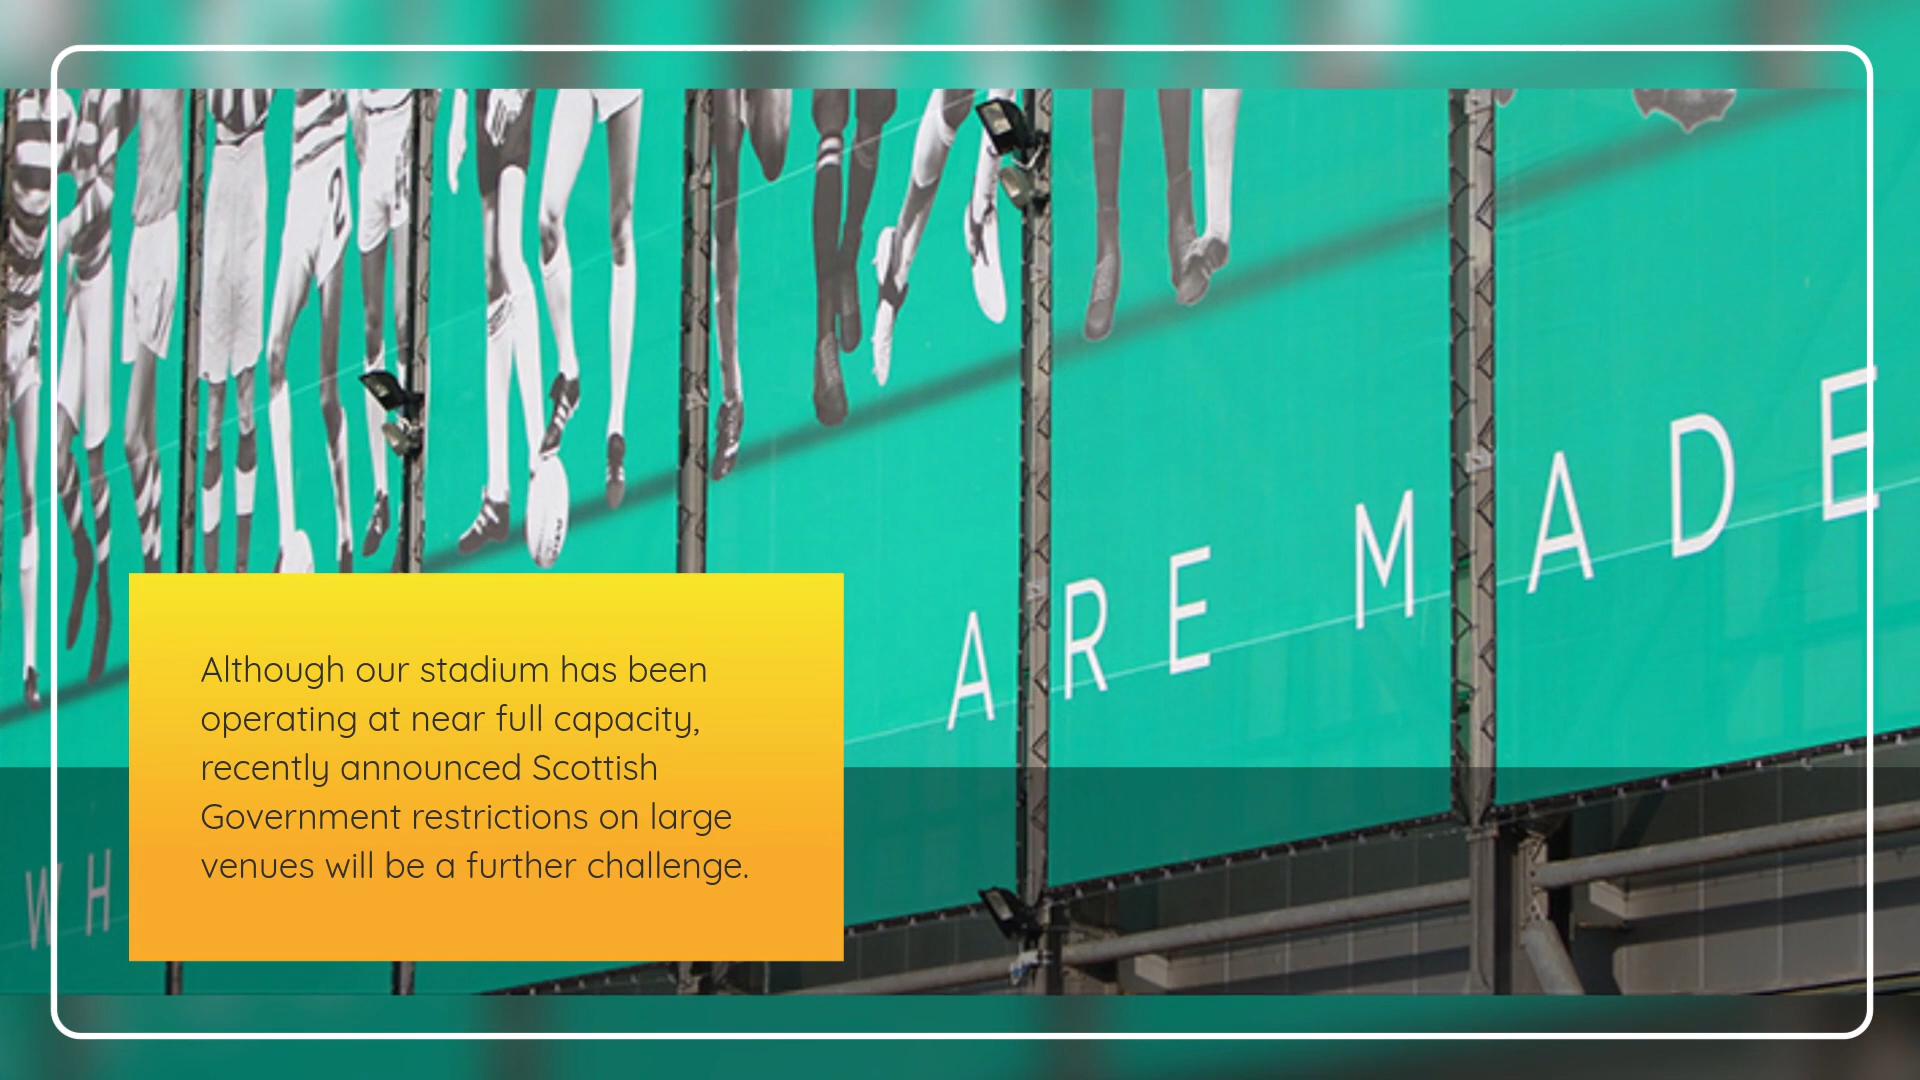 2
ARE MADE
WH
Although our stadium has been
operating at near full capacity,
recently announced Scottish
Government restrictions on large
venues will be a further challenge.